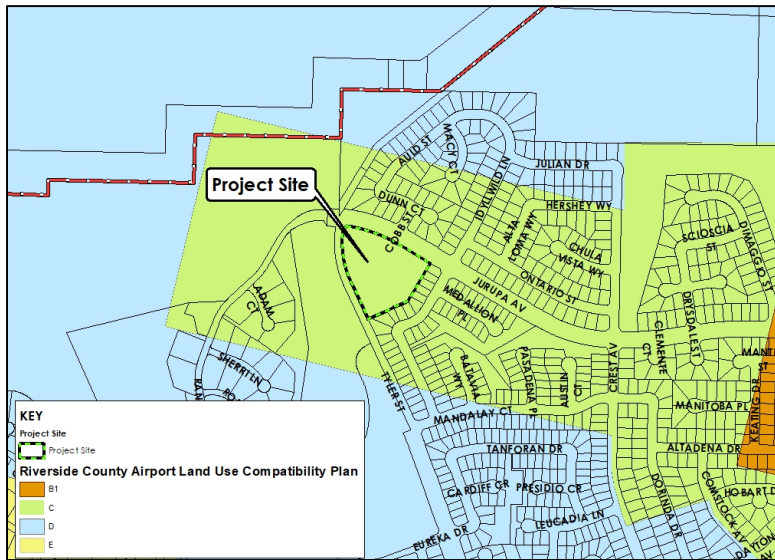 AULD ST
MACY CT
JULIAN DR
Project Site
IDYLLWILD LN
DUNN CT
COBB ST
HERSHEY WY
ALTA
LOMA WY
SCIOSCIA
ST
DIMAGGIO ST
CHULA
VISTA WY
ONTARIO ST
JURUPA AV
MEDALLION
PL
ADAM
CT
DRYSDALE ST
CLEMENTE
CT
CREST AV
SHERRI LN
TYLER ST
BATAVIA
WY
PASADENA PL
AUSTIN
CT
KEATING DR
MANDALAY CT
MANITOBA PL
TANFORAN DR
ALTADENA DR
CARDIFF CR
PRESIDIO CR
DORINDA DR
COMSTOCK AV
HOBART D
LEUCADIA LN
EUREKA DR
KEY
Project Site
Project Site
Riverside County Airport Land Use Compatibility Plan
B1
C
D
E